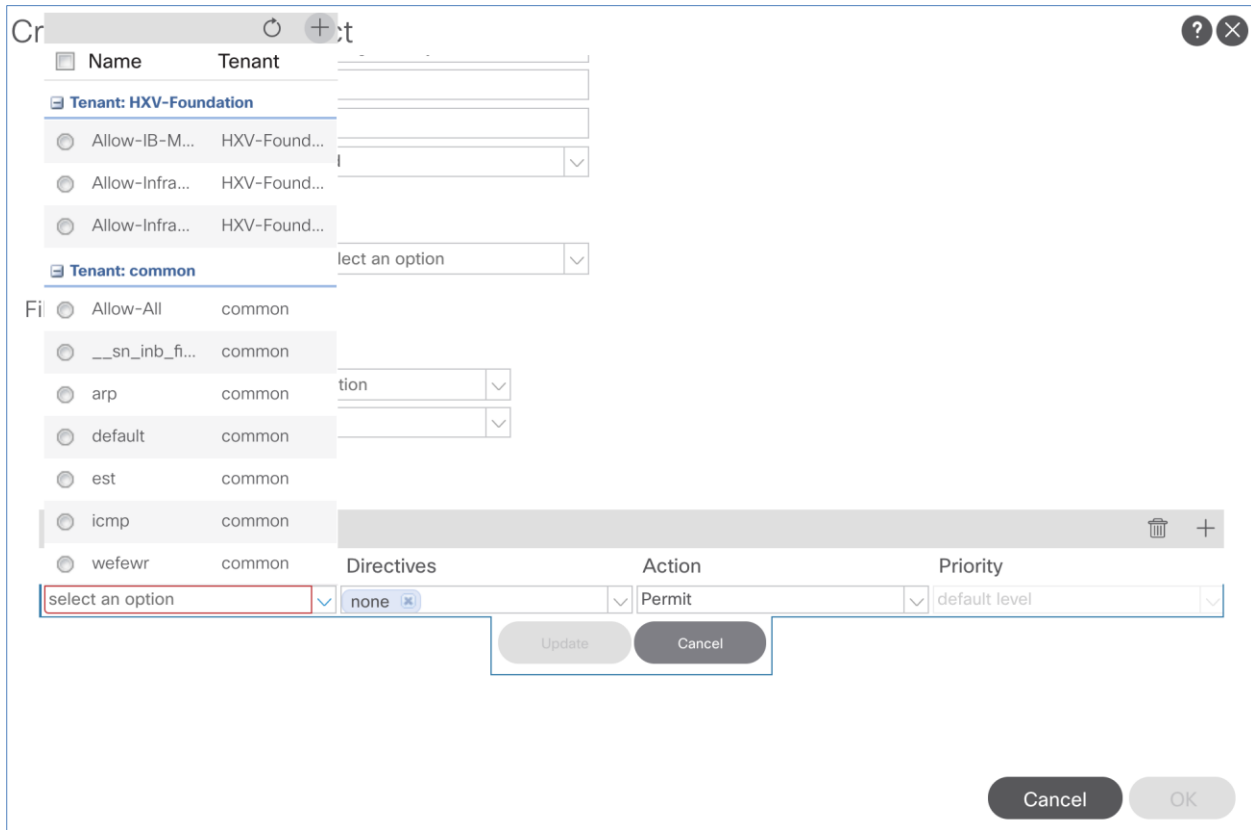 Cr
ct
?
Name Tenant
Tenant: HXV-Foundation
Allow-IB-M... HXV-Found...
Allow-Infra... HXV-Found...
Allow-Infra... HXV-Found...
lect an option
Tenant: common
Fil
Allow-All common
__sn_inb_fi... common
arp common
tion
default common
est common
icmp common
wefewr common
Directives Action Priority
select an option none Permit default level
Update Cancel
Cancel OK